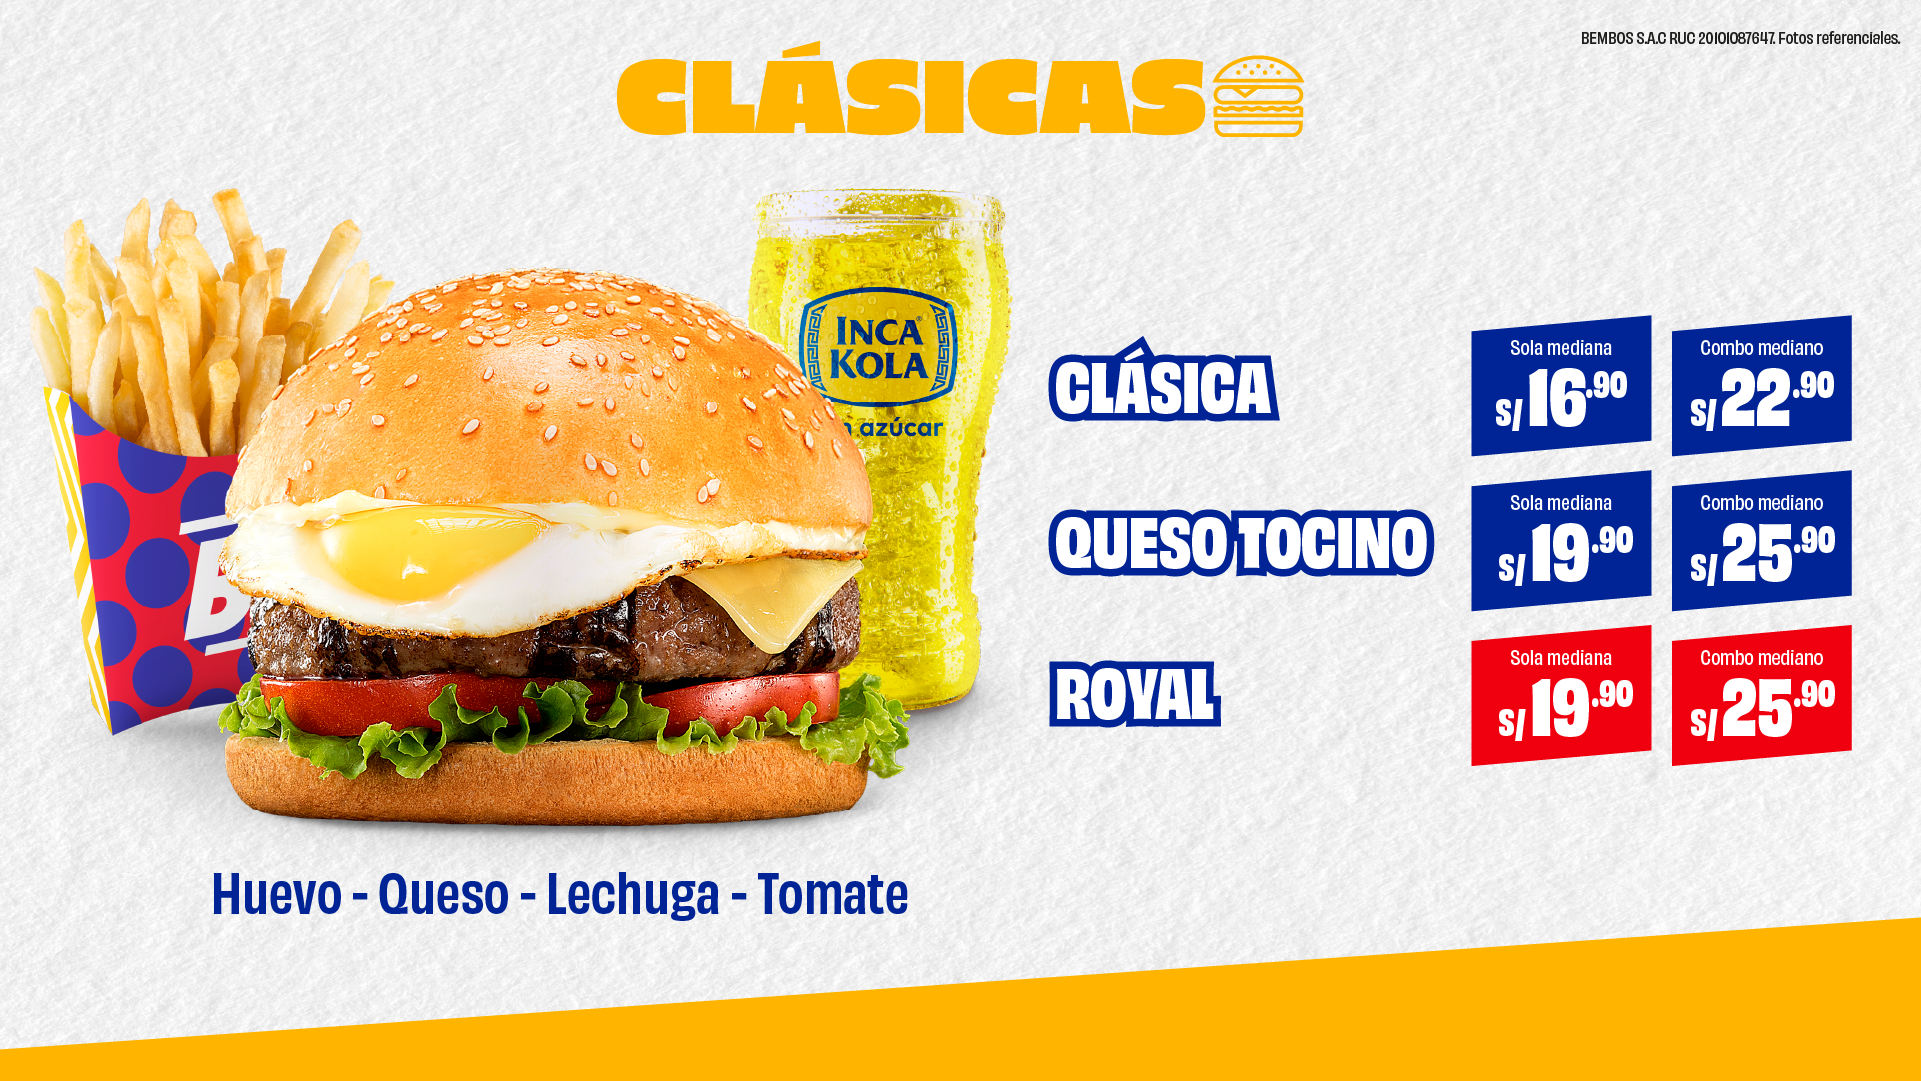 BEMBOS S.A.C RUC 20101087647. Fotos referenciales.
CLÁSICAS
INCA
KOLA
azúcar
CLÁSICA
Sola mediana
S/16.90
Combo mediano
S/22.90
QUESO TOCINO
Sola mediana
S/19.90
Combo mediano
S/25.90
ROYAL
Sola mediana
S/19.90
Combo mediano
S/25.90
Huevo - Queso - Lechuga - Tomate